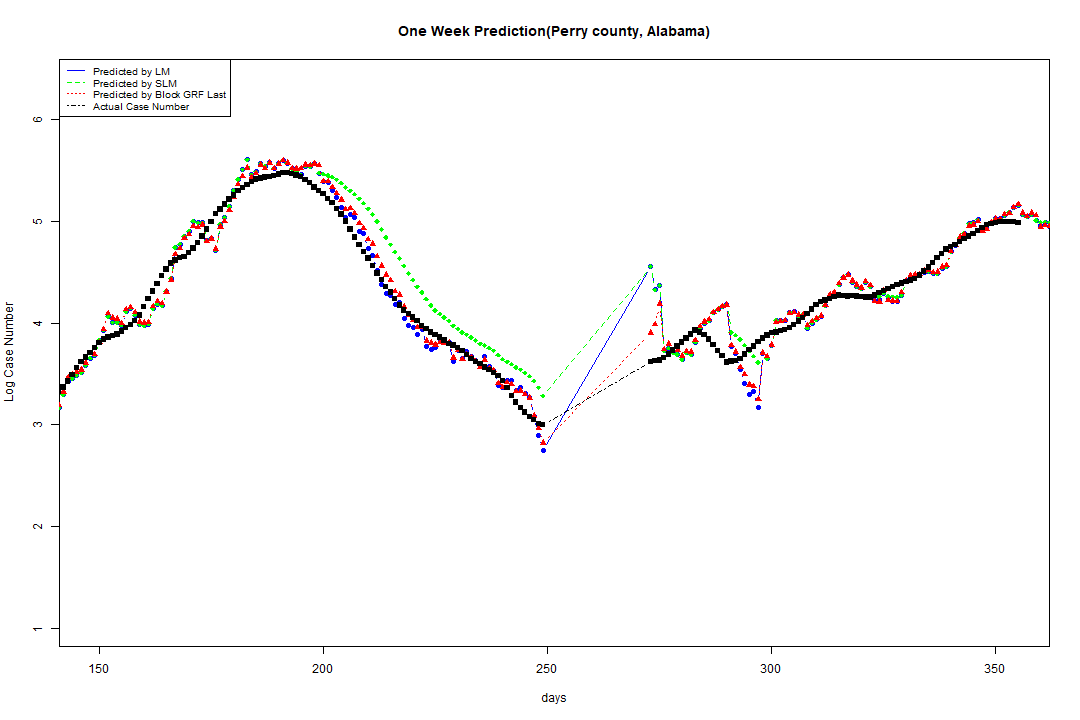 One Week Prediction(Perry county, Alabama)
Predicted by LM
Predicted by SLM
Predicted by Block GRF Last
Actual Case Number
Log Case Number
6
5
4
3
2
1
150 200 250 300 350
days